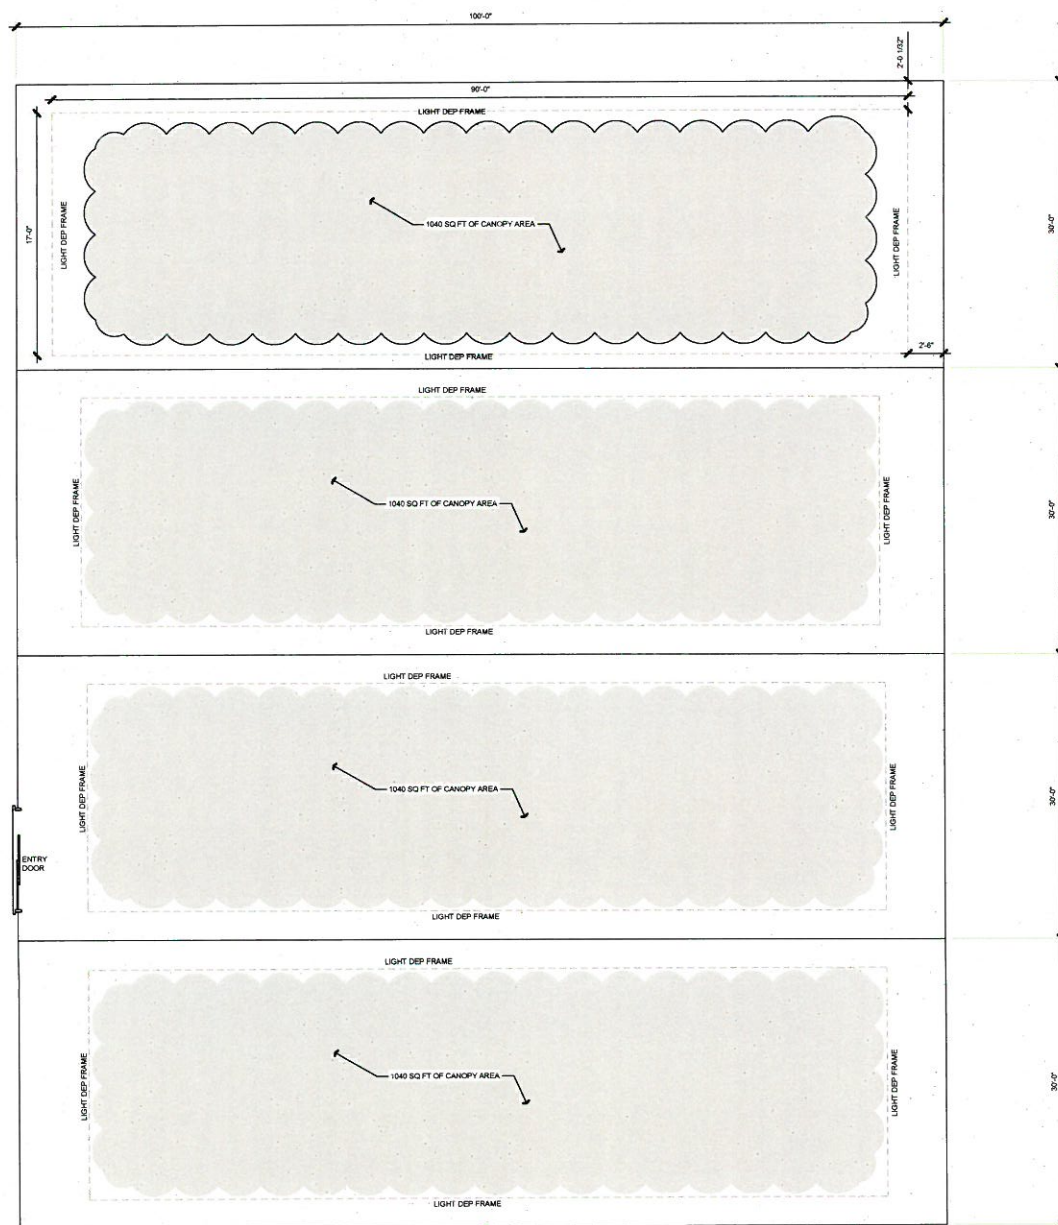 100'-0"
2'-0 1/32"
90'-0"
LIGHT DEP FRAME
17'-0"
LIGHT DEP FRAME
1040 SQ FT OF CANOPY AREA
LIGHT DEP FRAME
30'-0"
2'-6"
LIGHT DEP FRAME
LIGHT DEP FRAME
LIGHT DEP FRAME
1040 SQ FT OF CANOPY AREA
LIGHT DEP FRAME
30'-0"
LIGHT DEP FRAME
LIGHT DEP FRAME
LIGHT DEP FRAME
1040 SQ FT OF CANOPY AREA
LIGHT DEP FRAME
30'-0"
ENTRY
DOOR
LIGHT DEP FRAME
LIGHT DEP FRAME
LIGHT DEP FRAME
1040 SQ FT OF CANOPY AREA
LIGHT DEP FRAME
30'-0"
LIGHT DEP FRAME